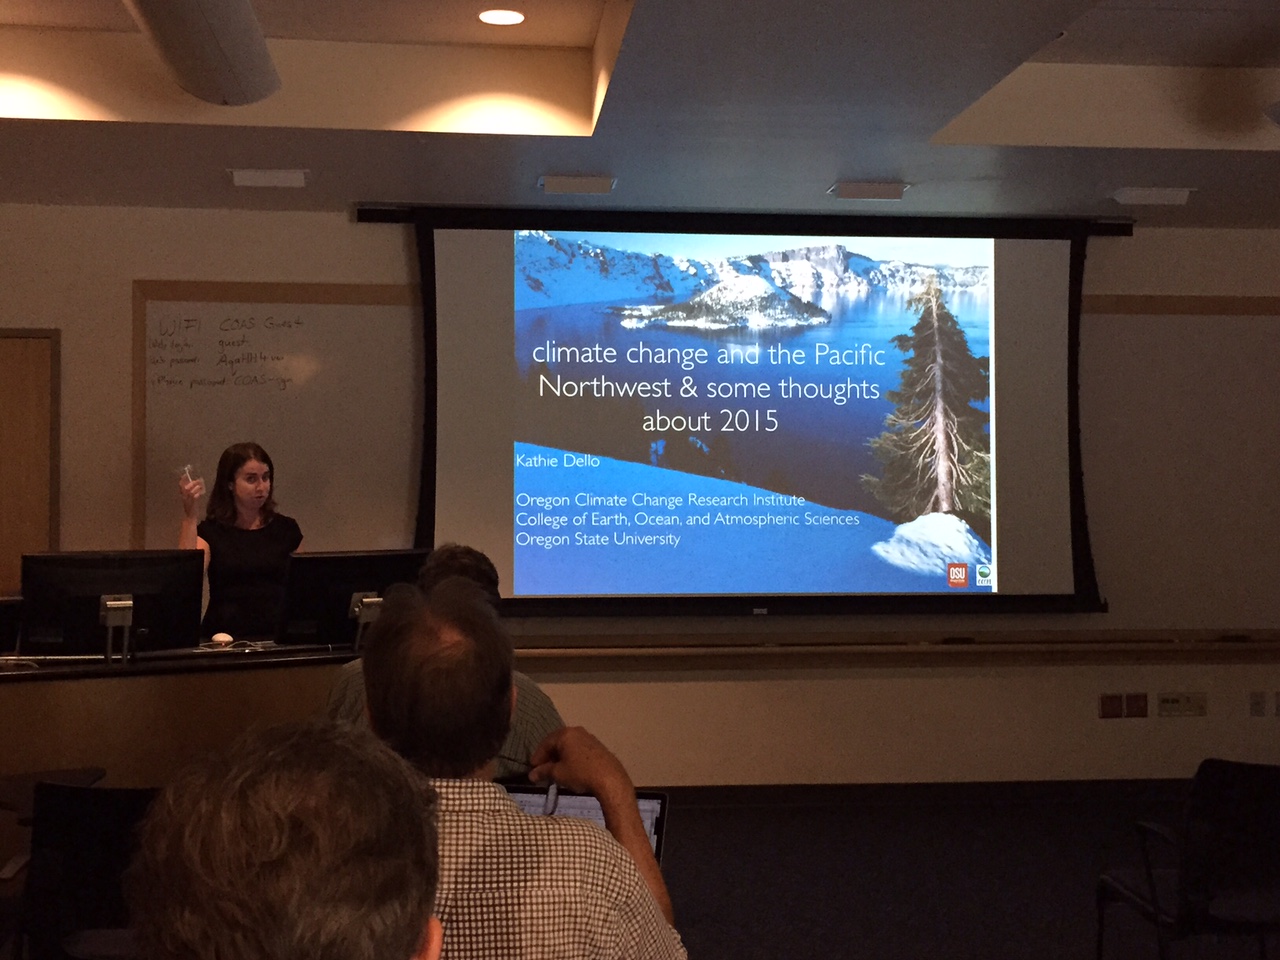 WIFI COAS Guest
guest
climate change and the Pacific
Northwest & some thoughts
about 2015
Kathie Dello
Oregon Climate Change Research Institute
College of Earth, Ocean, and Atmospheric Sciences
Oregon State University
OSU